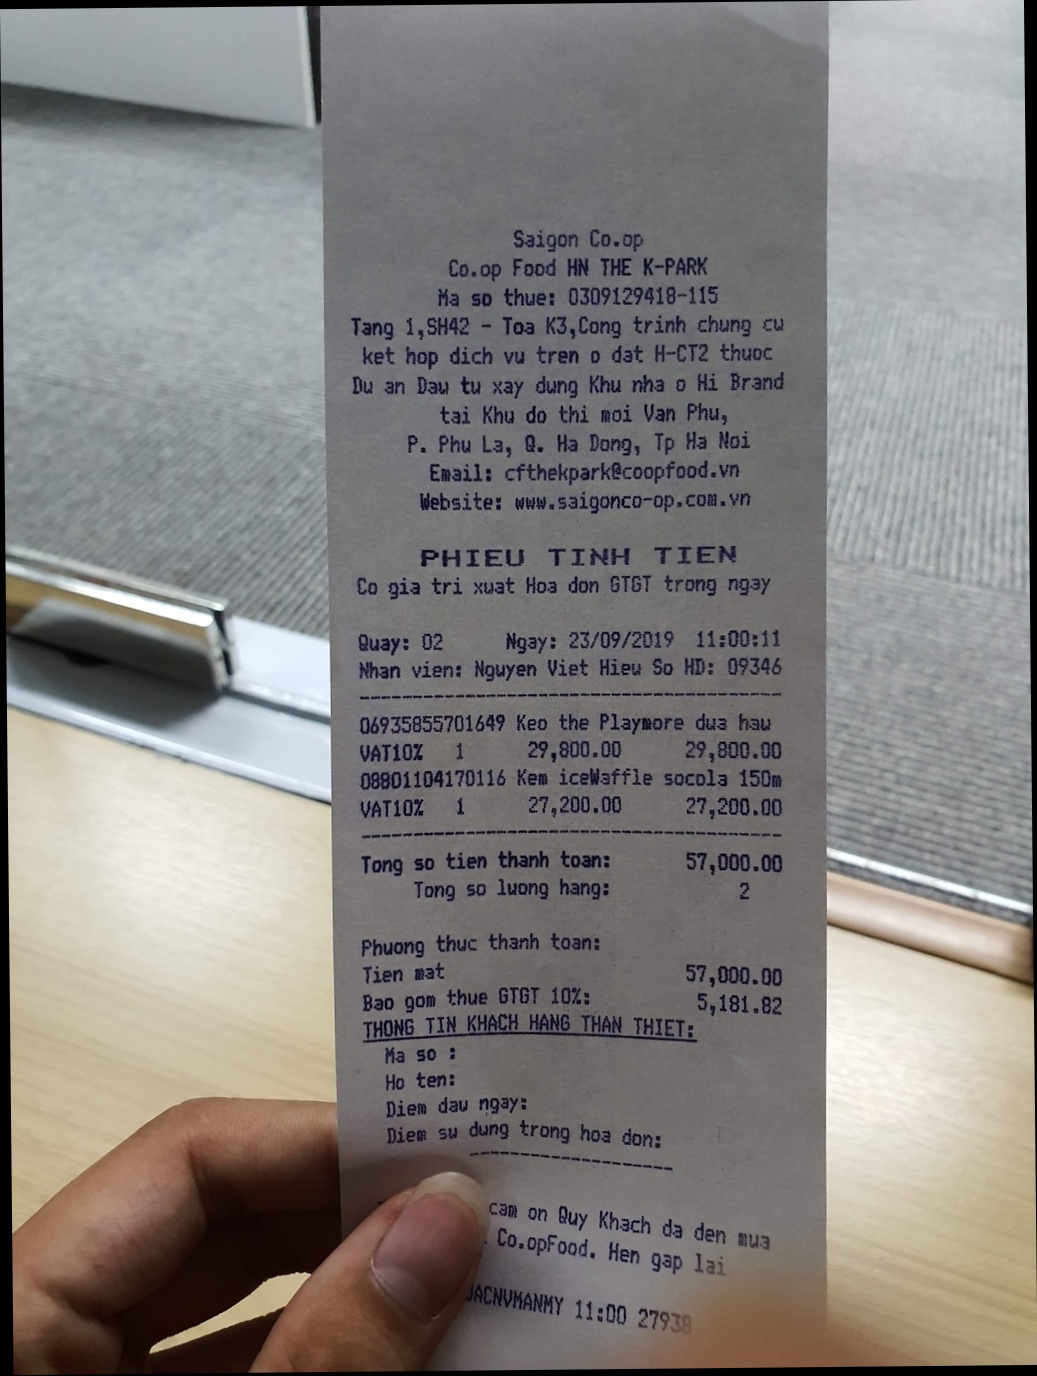 Saigon Co.op
Co.op Food HN THE K-PARK
Ma so thue: 0309129418-115
Tang 1,SH42 - Toa K3,Cong trinh chung cu
ket hop dich vu tren o dat H-CT2 thuoc
Du an Dau tu xay dung Khu nha o Hi Brand
tai Khu do thi moi Van Phu,
P. Phu La, Q. Ha Dong, Tp Ha Noi
Email: cfthekpark@coopfood.vn
Website: www.saigonco-op.com.vn
PHIEU TINH TIEN
Co gia tri xuat Hoa don GTGT trong ngay
Quay: 02 Ngay: 23/09/2019 11:00:11
Nhan vien: Nguyen Viet Hieu So HD: 09346
----------------------------------------
06935855701649 Keo the Playmore dua hau
VAT10% 1 29,800.00 29,800.00
08801104170116 Kem iceWaffle socola 150m
VAT10% 1 27,200.00 27,200.00
----------------------------------------
Tong so tien thanh toan: 57,000.00
Tong so luong hang: 2
Phuong thuc thanh toan:
Tien mat 57,000.00
Bao gom thue GTGT 10%: 5,181.82
THONG TIN KHACH HANG THAN THIET:
Ma so :
Ho ten:
Diem dau ngay:
Diem su dung trong hoa don:
--------------------
cam on Quy Khach da den mua
Co.opFood. Hen gap lai
11:00